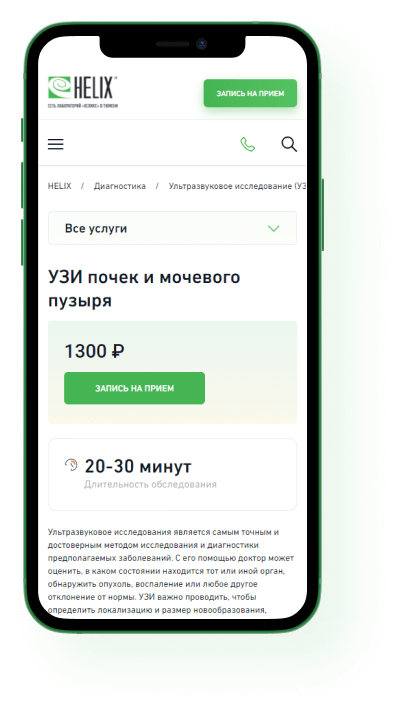 HELIX®
СЕТЬ ЛАБОРАТОРИЙ «ХЕЛИКС» В ТЮМЕНИ
ЗАПИСЬ НА ПРИЕМ
HELIX / Диагностика / Ультразвуковое исследование (УЗ
Все услуги
УЗИ почек и мочевого
пузыря
1300 ₽
ЗАПИСЬ НА ПРИЕМ
20-30 минут
Длительность обследования
Ультразвуковое исследования является самым точным и
достоверным методом исследования и диагностики
предполагаемых заболеваний. С его помощью доктор может
оценить, в каком состоянии находится тот или иной орган,
обнаружить опухоль, воспаление или любое другое
отклонение от нормы. УЗИ важно проводить, чтобы
определить локализацию и размер новообразования,